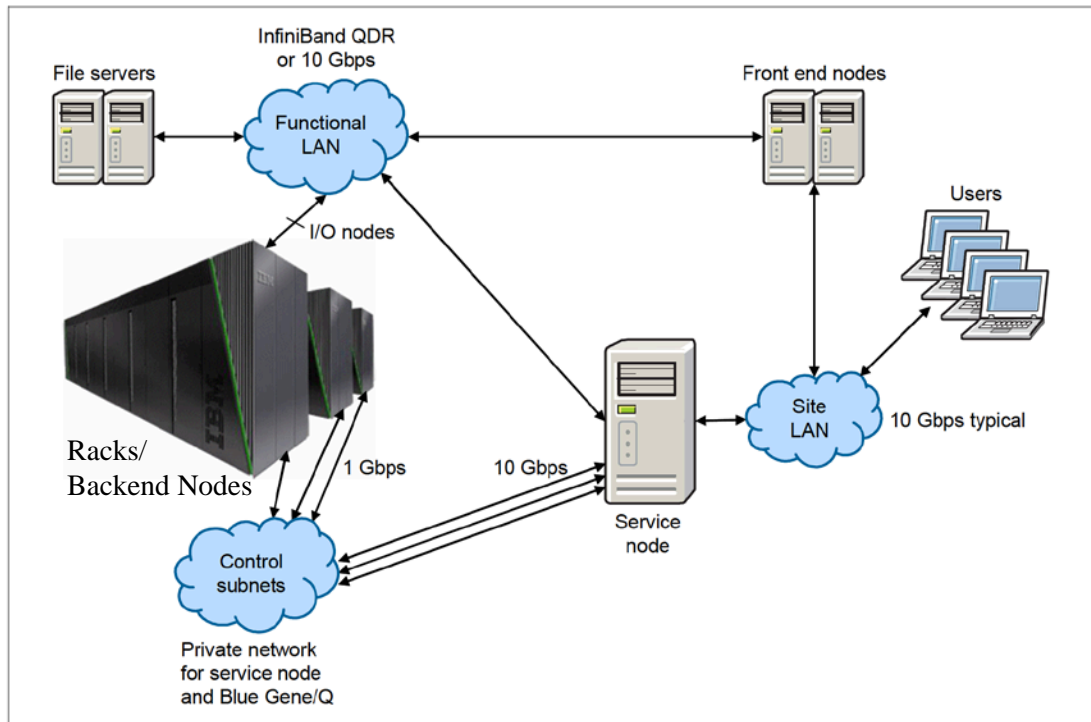 InfiniBand QDR
or 10 Gbps
File servers
Functional
LAN
Front end nodes
Users
I/O nodes
IBM
IBM
Racks/
Backend Nodes
1 Gbps
10 Gbps
Site
LAN
10 Gbps typical
Service
node
Control
subnets
Private network
for service node
and Blue Gene/Q